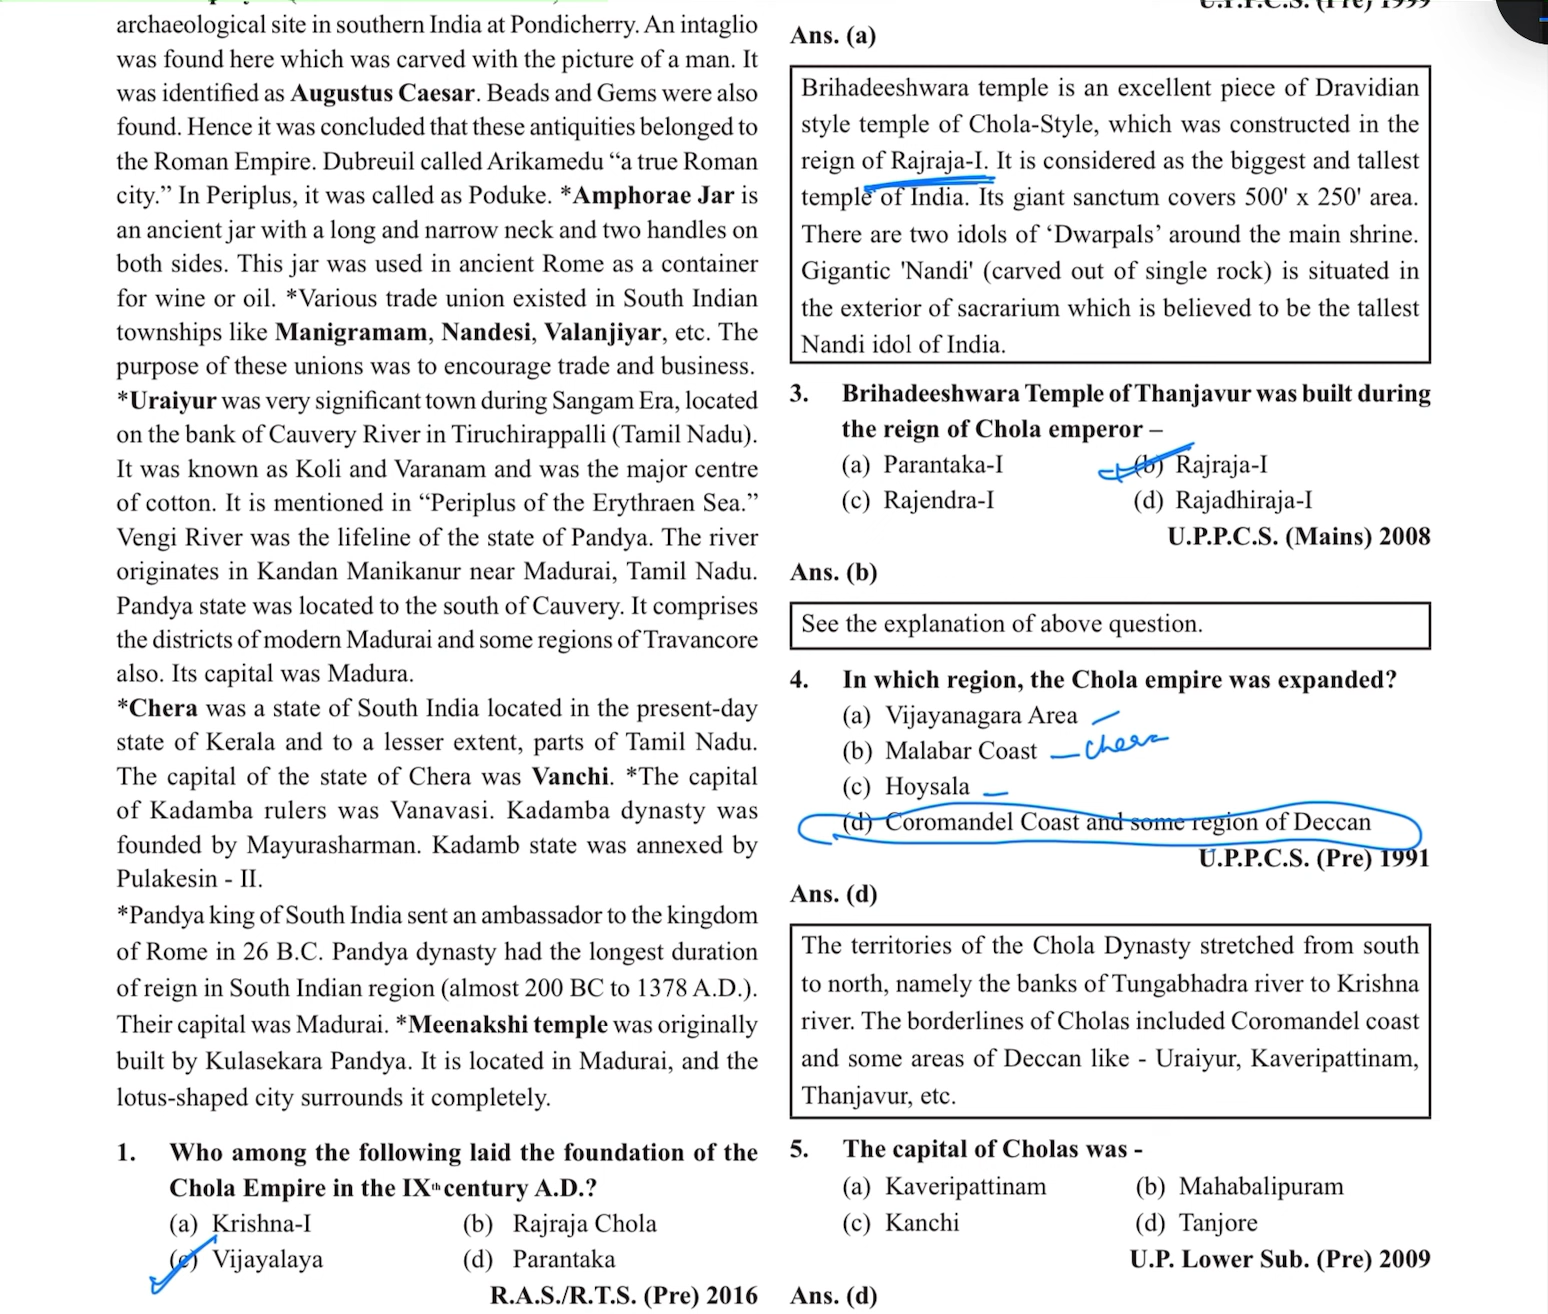 archaeological site in southern India at Pondicherry. An intaglio
was found here which was carved with the picture of a man. It
was identified as Augustus Caesar. Beads and Gems were also
found. Hence it was concluded that these antiquities belonged to
the Roman Empire. Dubreuil called Arikamedu “a true Roman
city.” In Periplus, it was called as Poduke. *Amphorae Jar is
an ancient jar with a long and narrow neck and two handles on
both sides. This jar was used in ancient Rome as a container
for wine or oil. *Various trade union existed in South Indian
townships like Manigramam, Nandesi, Valanjiyar, etc. The
purpose of these unions was to encourage trade and business.
*Uraiyur was very significant town during Sangam Era, located
on the bank of Cauvery River in Tiruchirappalli (Tamil Nadu).
It was known as Koli and Varanam and was the major centre
of cotton. It is mentioned in “Periplus of the Erythraen Sea.”
Vengi River was the lifeline of the state of Pandya. The river
originates in Kandan Manikanur near Madurai, Tamil Nadu.
Pandya state was located to the south of Cauvery. It comprises
the districts of modern Madurai and some regions of Travancore
also. Its capital was Madura.
*Chera was a state of South India located in the present-day
state of Kerala and to a lesser extent, parts of Tamil Nadu.
The capital of the state of Chera was Vanchi. *The capital
of Kadamba rulers was Vanavasi. Kadamba dynasty was
founded by Mayurasharman. Kadamb state was annexed by
Pulakesin - II.
*Pandya king of South India sent an ambassador to the kingdom
of Rome in 26 B.C. Pandya dynasty had the longest duration
of reign in South Indian region (almost 200 BC to 1378 A.D.).
Their capital was Madurai. *Meenakshi temple was originally
built by Kulasekara Pandya. It is located in Madurai, and the
lotus-shaped city surrounds it completely.
1. Who among the following laid the foundation of the
Chola Empire in the IXth century A.D.?
(a) Krishna-I (b) Rajraja Chola
(c) Vijayalaya (d) Parantaka
R.A.S./R.T.S. (Pre) 2016
U.P.P.C.S. (Pre) 1999
Ans. (a)
Brihadeeshwara temple is an excellent piece of Dravidian
style temple of Chola-Style, which was constructed in the
reign of Rajraja-I. It is considered as the biggest and tallest
temple of India. Its giant sanctum covers 500' x 250' area.
There are two idols of ‘Dwarpals’ around the main shrine.
Gigantic 'Nandi' (carved out of single rock) is situated in
the exterior of sacrarium which is believed to be the tallest
Nandi idol of India.
3. Brihadeeshwara Temple of Thanjavur was built during
the reign of Chola emperor –
(a) Parantaka-I (b) Rajraja-I
(c) Rajendra-I (d) Rajadhiraja-I
U.P.P.C.S. (Mains) 2008
Ans. (b)
See the explanation of above question.
4. In which region, the Chola empire was expanded?
(a) Vijayanagara Area
(b) Malabar Coast – Chera
(c) Hoysala
(d) Coromandel Coast and some region of Deccan
U.P.P.C.S. (Pre) 1991
Ans. (d)
The territories of the Chola Dynasty stretched from south
to north, namely the banks of Tungabhadra river to Krishna
river. The borderlines of Cholas included Coromandel coast
and some areas of Deccan like - Uraiyur, Kaveripattinam,
Thanjavur, etc.
5. The capital of Cholas was -
(a) Kaveripattinam (b) Mahabalipuram
(c) Kanchi (d) Tanjore
U.P. Lower Sub. (Pre) 2009
Ans. (d)